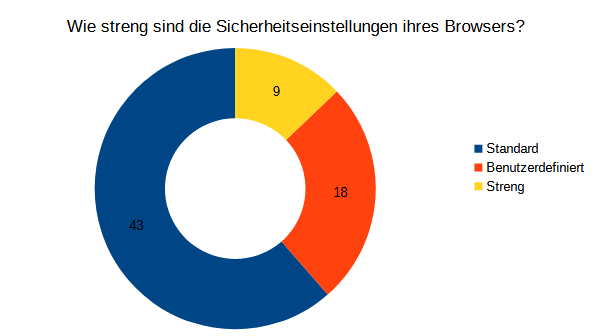 Wie streng sind die Sicherheitseinstellungen ihres Browsers?
9
18
43
Standard
Benutzerdefiniert
Streng